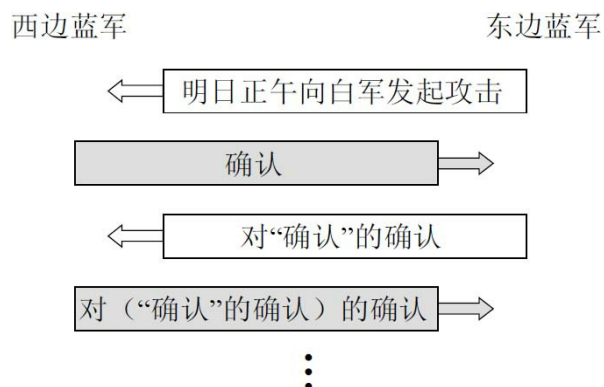 西边蓝军
东边蓝军
明日正午向白军发起攻击
确认
对“确认”的确认
对（“确认”的确认）的确认